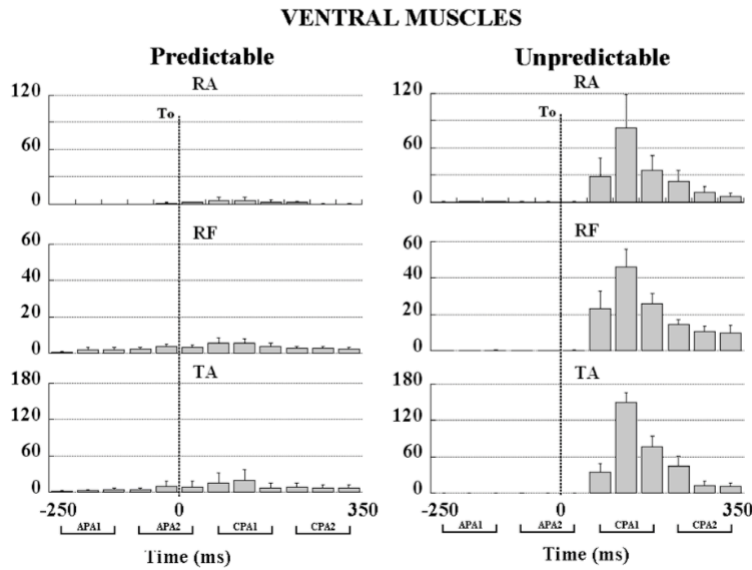 VENTRAL MUSCLES
Predictable
Unpredictable
RA
120
60
0
To
RF
60
40
20
0
TA
180
120
60
0
-250 0 350
APA1 APA2 CPA1 CPA2
Time (ms)
RA
120
60
0
To
RF
60
40
20
0
TA
180
120
60
0
-250 0 350
APA1 APA2 CPA1 CPA2
Time (ms)